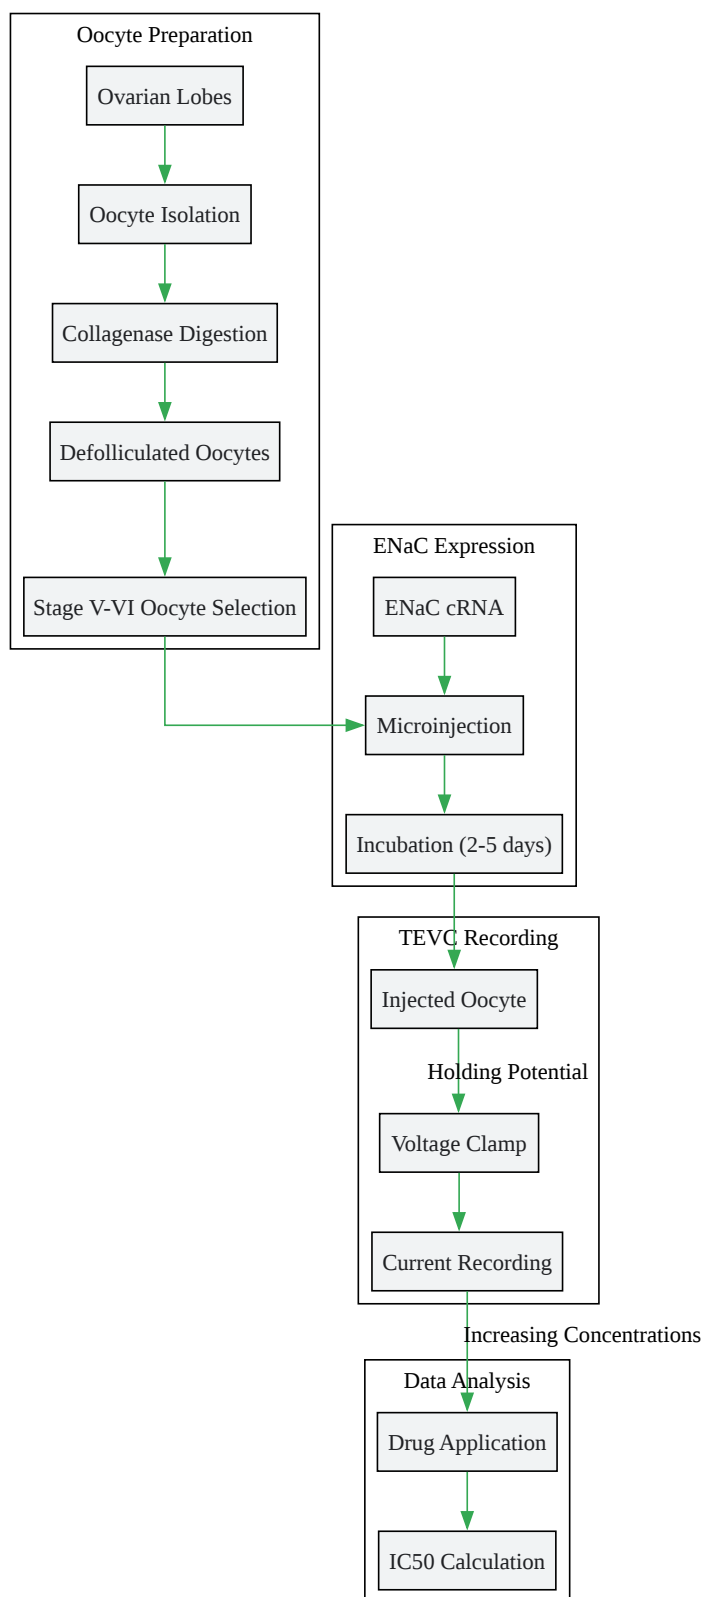 Oocyte Preparation
Ovarian Lobes
Oocyte Isolation
Collagenase Digestion
Defolliculated Oocytes
Stage V-VI Oocyte Selection
ENaC Expression
ENaC cRNA
Microinjection
Incubation (2-5 days)
TEVC Recording
Injected Oocyte
Holding Potential
Voltage Clamp
Current Recording
Increasing Concentrations
Data Analysis
Drug Application
IC50 Calculation